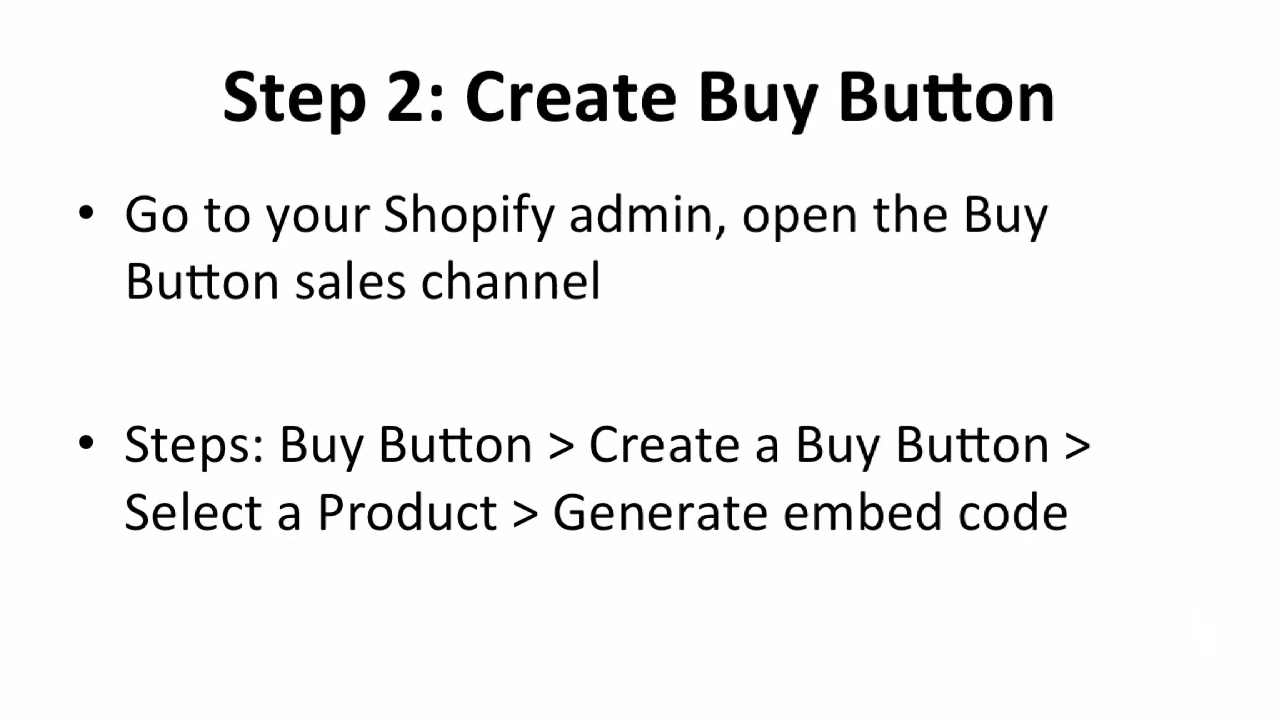 Step 2: Create Buy Button
• Go to your Shopify admin, open the Buy
Button sales channel
• Steps: Buy Button > Create a Buy Button >
Select a Product > Generate embed code